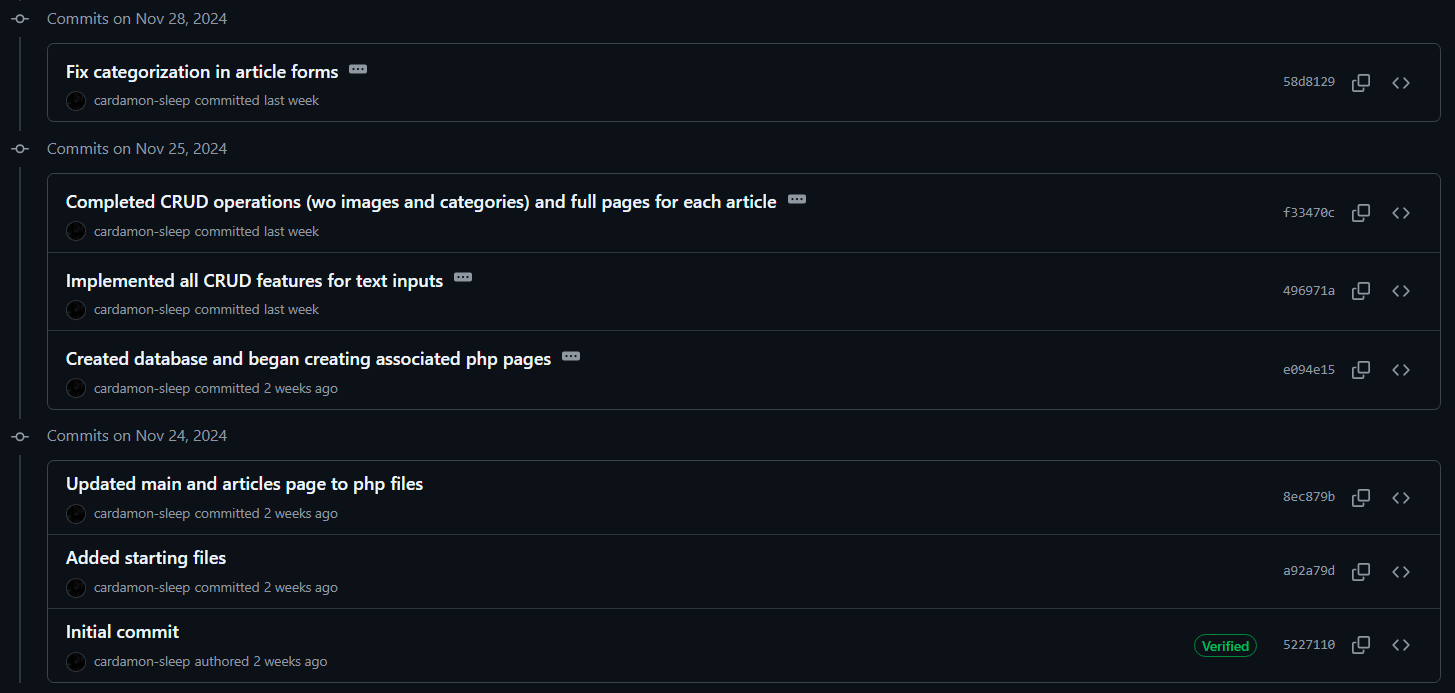 Commits on Nov 28, 2024
Fix categorization in article forms
cardamon-sleep committed last week
58d8129
Commits on Nov 25, 2024
Completed CRUD operations (wo images and categories) and full pages for each article
cardamon-sleep committed last week
f33470c
Implemented all CRUD features for text inputs
cardamon-sleep committed last week
496971a
Created database and began creating associated php pages
cardamon-sleep committed 2 weeks ago
e094e15
Commits on Nov 24, 2024
Updated main and articles page to php files
cardamon-sleep committed 2 weeks ago
8ec879b
Added starting files
cardamon-sleep committed 2 weeks ago
a92a79d
Initial commit
cardamon-sleep authored 2 weeks ago
Verified
5227110